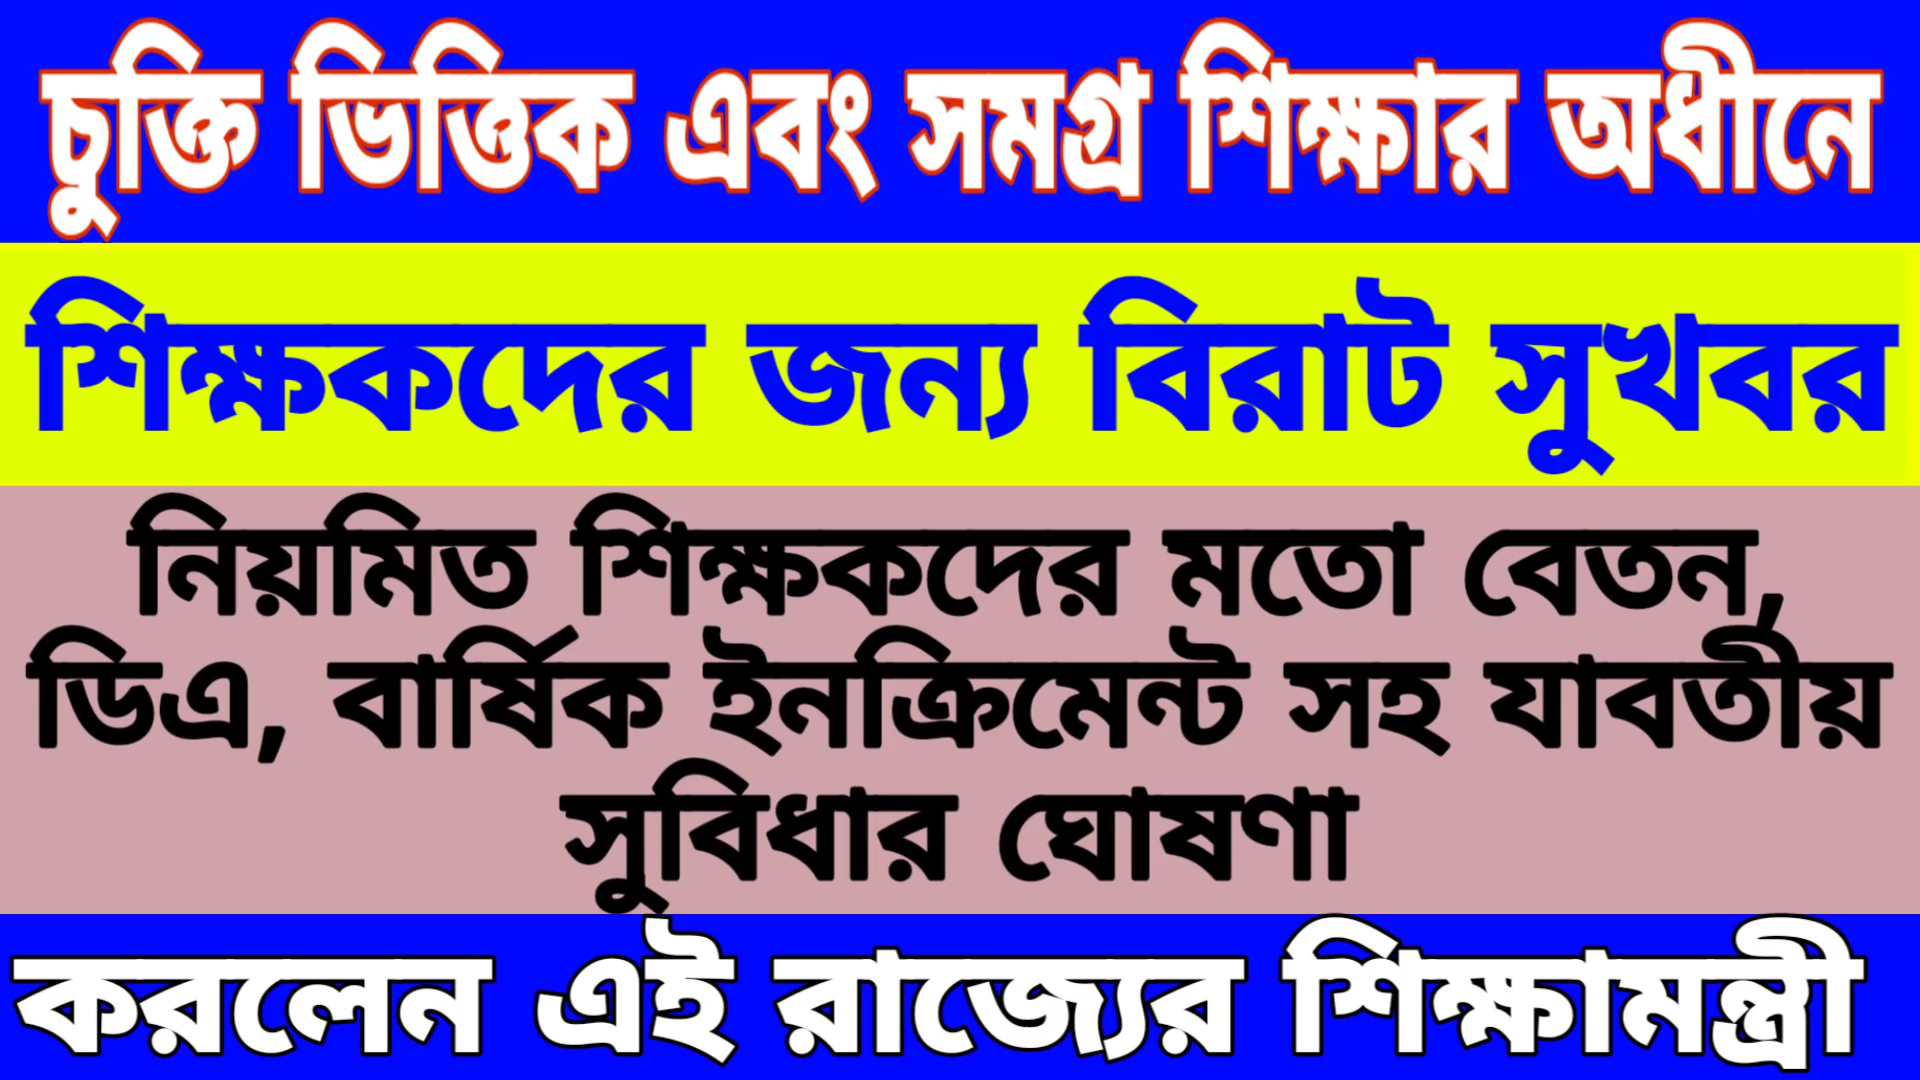 চুক্তি ভিত্তিক এবং সমগ্র শিক্ষার অধীনে
শিক্ষকদের জন্য বিরাট সুখবর
নিয়মিত শিক্ষকদের মতো বেতন,
ডিএ, বার্ষিক ইনক্রিমেন্ট সহ যাবতীয়
সুবিধার ঘোষণা
করলেন এই রাজ্যের শিক্ষামন্ত্রী